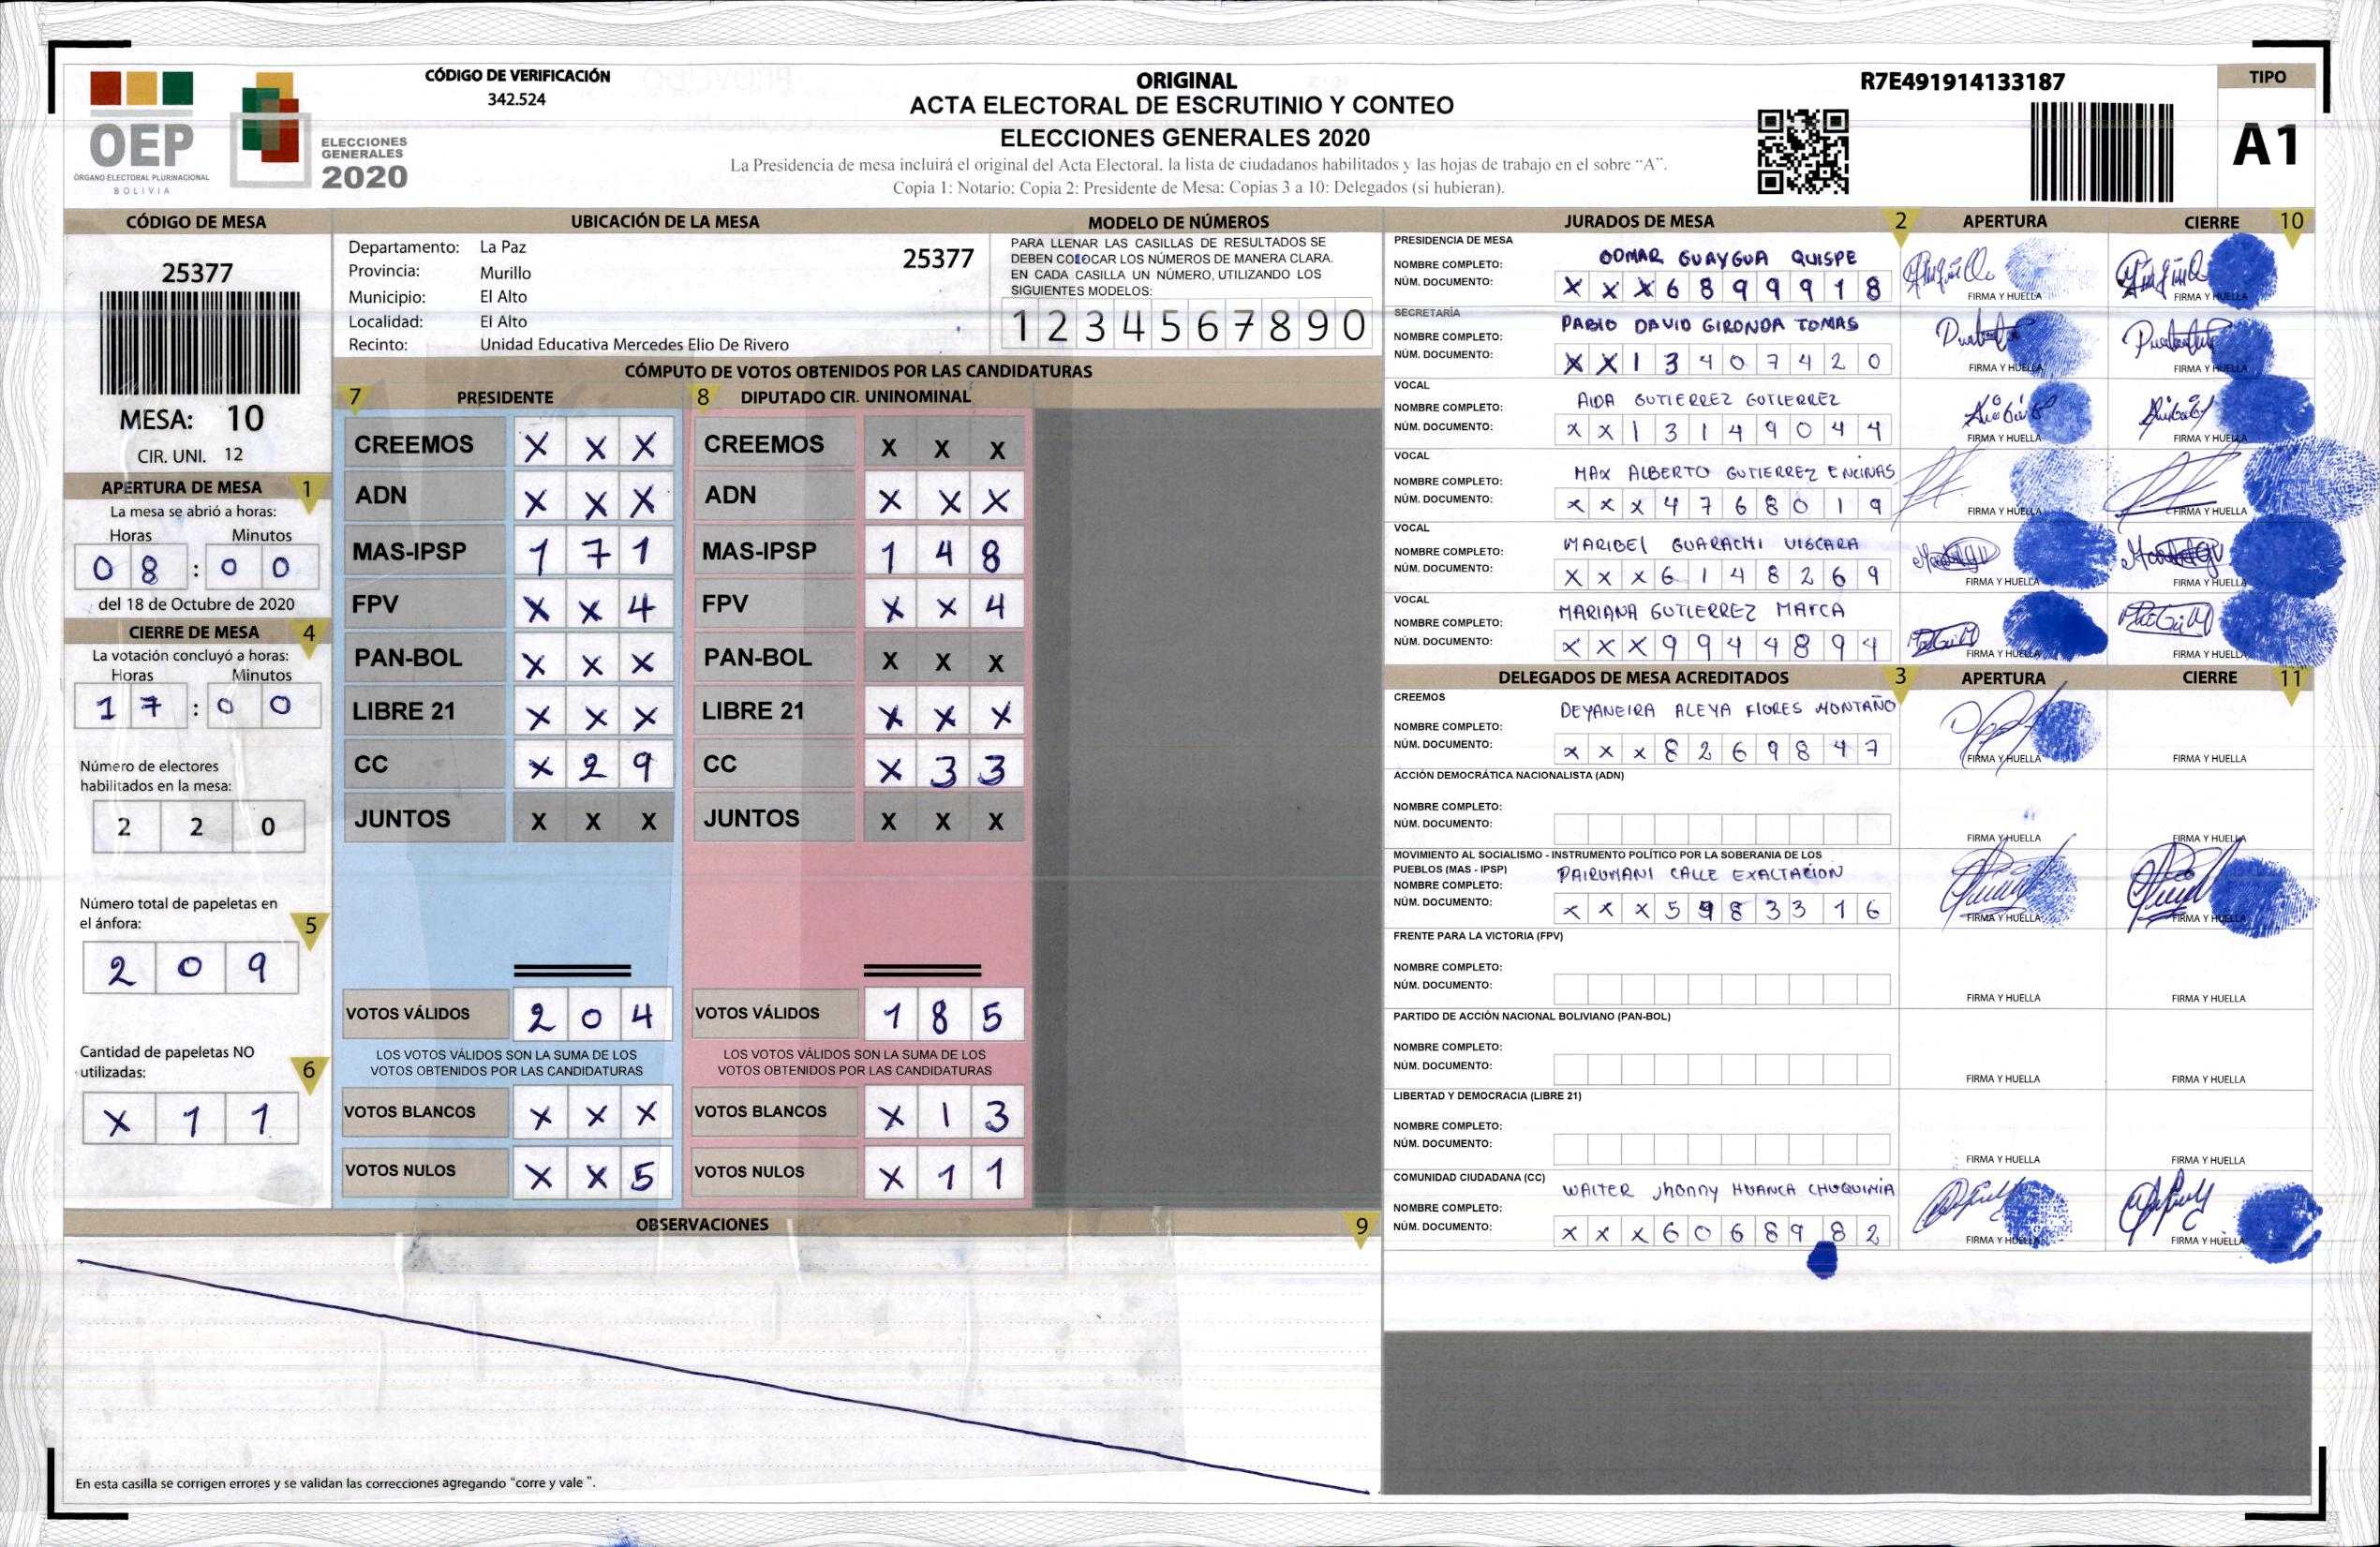 CÓDIGO DE VERIFICACIÓN
342.524
OEP
ÓRGANO ELECTORAL PLURINACIONAL
BOLIVIA
ELECCIONES
GENERALES
2020
ORIGINAL
ACTA ELECTORAL DE ESCRUTINIO Y CONTEO
ELECCIONES GENERALES 2020
La Presidencia de mesa incluirá el original del Acta Electoral. la lista de ciudadanos habilitados y las hojas de trabajo en el sobre "A".
Copia 1: Notario: Copia 2: Presidente de Mesa: Copias 3 a 10: Delegados (si hubieran).
R7E491914133187
TIPO
A1
CÓDIGO DE MESA
25377
MESA: 10
CIR. UNI. 12
APERTURA DE MESA 1
La mesa se abrió a horas:
Horas Minutos
0 8 : 0 0
del 18 de Octubre de 2020
CIERRE DE MESA 4
La votación concluyó a horas:
Horas Minutos
1 7 : 0 0
Número de electores
habilitados en la mesa:
2 2 0
Número total de papeletas en
el ánfora: 5
2 0 9
Cantidad de papeletas NO
utilizadas: 6
X 1 1
UBICACIÓN DE LA MESA
Departamento: La Paz 25377
Provincia: Murillo
Municipio: El Alto
Localidad: El Alto
Recinto: Unidad Educativa Mercedes Elio De Rivero
MODELO DE NÚMEROS
PARA LLENAR LAS CASILLAS DE RESULTADOS SE
DEBEN COLOCAR LOS NÚMEROS DE MANERA CLARA.
EN CADA CASILLA UN NÚMERO, UTILIZANDO LOS
SIGUIENTES MODELOS:
1 2 3 4 5 6 7 8 9 0
CÓMPUTO DE VOTOS OBTENIDOS POR LAS CANDIDATURAS
7 PRESIDENTE 8 DIPUTADO CIR. UNINOMINAL
CREEMOS X X X CREEMOS X X X
ADN X X X ADN X X X
MAS-IPSP 1 7 1 MAS-IPSP 1 4 8
FPV X X 4 FPV X X 4
PAN-BOL X X X PAN-BOL X X X
LIBRE 21 X X X LIBRE 21 X X X
CC X 2 9 CC X 3 3
JUNTOS X X X JUNTOS X X X
VOTOS VÁLIDOS 2 0 4 VOTOS VÁLIDOS 1 8 5
LOS VOTOS VÁLIDOS SON LA SUMA DE LOS LOS VOTOS VÁLIDOS SON LA SUMA DE LOS
VOTOS OBTENIDOS POR LAS CANDIDATURAS VOTOS OBTENIDOS POR LAS CANDIDATURAS
VOTOS BLANCOS X X X VOTOS BLANCOS X 1 3
VOTOS NULOS X X 5 VOTOS NULOS X 1 1
OBSERVACIONES 9
En esta casilla se corrigen errores y se validan las correcciones agregando "corre y vale ".
JURADOS DE MESA 2 APERTURA CIERRE 10
PRESIDENCIA DE MESA
NOMBRE COMPLETO: ODMAR GUAYGUA QUISPE
NÚM. DOCUMENTO: X X X 6 8 9 9 9 1 8
FIRMA Y HUELLA FIRMA Y HUELLA
SECRETARÍA
NOMBRE COMPLETO: PABLO DAVID GIRONDA TOMAS
NÚM. DOCUMENTO: X X 1 3 4 0 7 4 2 0
FIRMA Y HUELLA FIRMA Y HUELLA
VOCAL
NOMBRE COMPLETO: AIDA GUTIERREZ GUTIERREZ
NÚM. DOCUMENTO: X X 1 3 1 4 9 0 4 4
FIRMA Y HUELLA FIRMA Y HUELLA
VOCAL
NOMBRE COMPLETO: MAX ALBERTO GUTIERREZ ENCINAS
NÚM. DOCUMENTO: X X X 4 7 6 8 0 1 9
FIRMA Y HUELLA FIRMA Y HUELLA
VOCAL
NOMBRE COMPLETO: MARIBEL GUARACHI VISCARA
NÚM. DOCUMENTO: X X X 6 1 4 8 2 6 9
FIRMA Y HUELLA FIRMA Y HUELLA
VOCAL
NOMBRE COMPLETO: MARIANA GUTIERREZ MAYCA
NÚM. DOCUMENTO: X X X 9 9 4 4 8 9 4
FIRMA Y HUELLA FIRMA Y HUELLA
DELEGADOS DE MESA ACREDITADOS 3 APERTURA CIERRE 11
CREEMOS
NOMBRE COMPLETO: DEYANEIRA ALEYA FLORES MONTAÑO
NÚM. DOCUMENTO: X X X 8 2 6 9 8 4 7
FIRMA Y HUELLA FIRMA Y HUELLA
ACCIÓN DEMOCRÁTICA NACIONALISTA (ADN)
NOMBRE COMPLETO:
NÚM. DOCUMENTO:
FIRMA Y HUELLA FIRMA Y HUELLA
MOVIMIENTO AL SOCIALISMO - INSTRUMENTO POLÍTICO POR LA SOBERANIA DE LOS
PUEBLOS (MAS - IPSP)
NOMBRE COMPLETO: PAIRUMANI CALLE EXALTACION
NÚM. DOCUMENTO: X X X 5 9 8 3 3 1 6
FIRMA Y HUELLA FIRMA Y HUELLA
FRENTE PARA LA VICTORIA (FPV)
NOMBRE COMPLETO:
NÚM. DOCUMENTO:
FIRMA Y HUELLA FIRMA Y HUELLA
PARTIDO DE ACCIÓN NACIONAL BOLIVIANO (PAN-BOL)
NOMBRE COMPLETO:
NÚM. DOCUMENTO:
FIRMA Y HUELLA FIRMA Y HUELLA
LIBERTAD Y DEMOCRACIA (LIBRE 21)
NOMBRE COMPLETO:
NÚM. DOCUMENTO:
FIRMA Y HUELLA FIRMA Y HUELLA
COMUNIDAD CIUDADANA (CC)
NOMBRE COMPLETO: WALTER Jhonny HUANCA CHUQUIMIA
NÚM. DOCUMENTO: X X X 6 0 6 8 9 8 2
FIRMA Y HUELLA FIRMA Y HUELLA